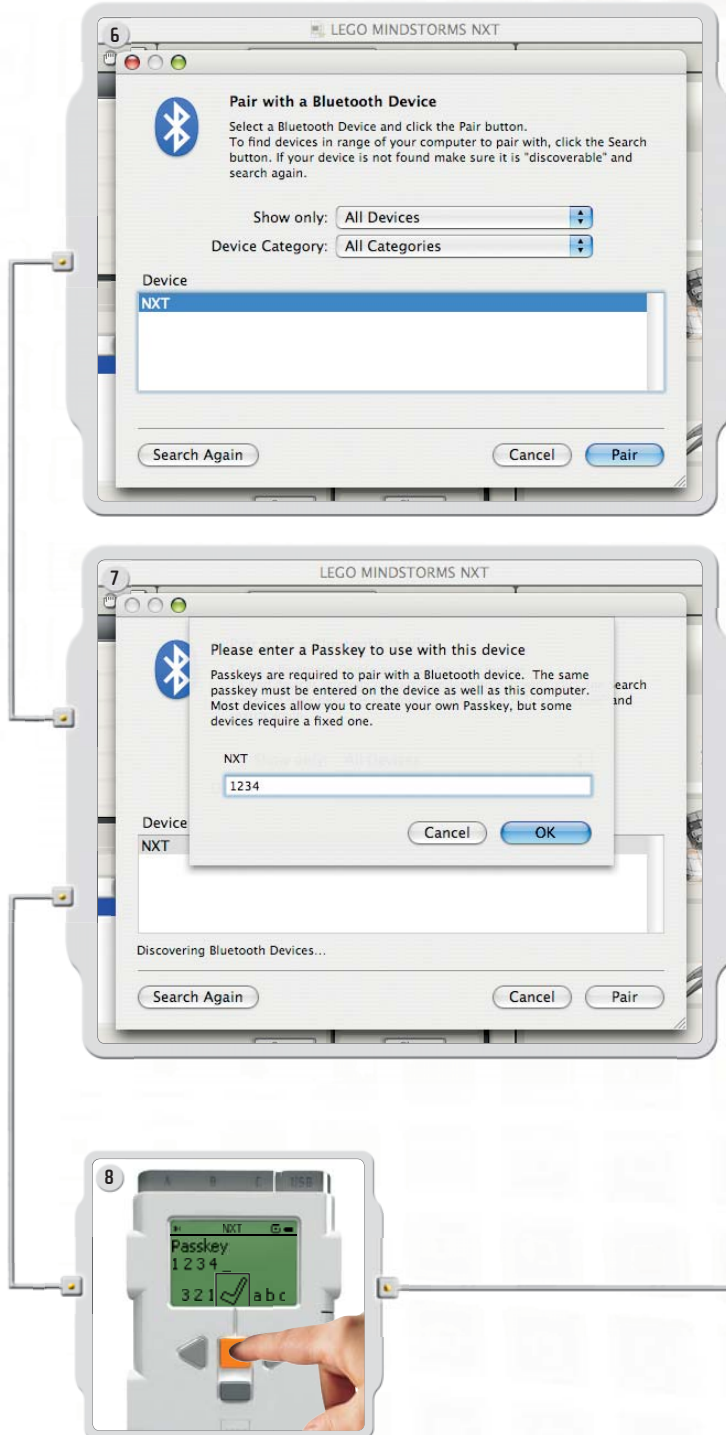 6
LEGO MINDSTORMS NXT
Pair with a Bluetooth Device
Select a Bluetooth Device and click the Pair button.
To find devices in range of your computer to pair with, click the Search
button. If your device is not found make sure it is "discoverable" and
search again.
Show only: All Devices
Device Category: All Categories
Device
NXT
Search Again Cancel Pair
7
LEGO MINDSTORMS NXT
Please enter a Passkey to use with this device
Passkeys are required to pair with a Bluetooth device. The same
passkey must be entered on the device as well as this computer.
Most devices allow you to create your own Passkey, but some
devices require a fixed one.
earch
and
NXT
1234
Cancel OK
Device
NXT
Discovering Bluetooth Devices...
Search Again Cancel Pair
8
A B C USB
NXT
Passkey
1234_
321 abc